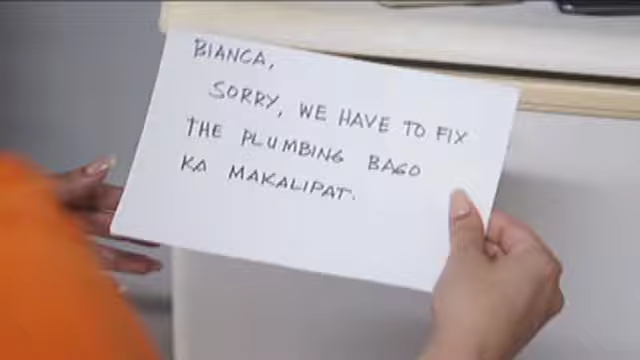 BIANCA,
SORRY, WE HAVE TO FIX
THE PLUMBING BAGO
KA MAKALIPAT.